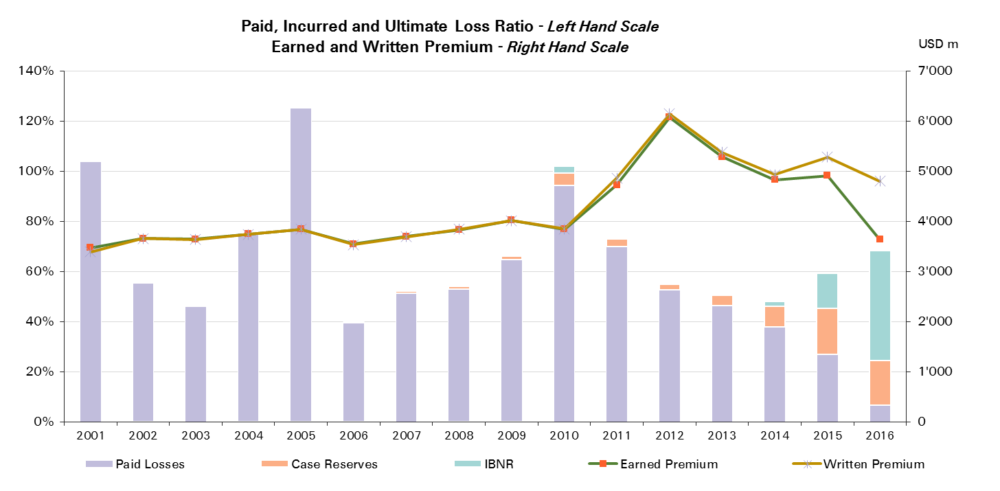 Paid, Incurred and Ultimate Loss Ratio - Left Hand Scale
Earned and Written Premium - Right Hand Scale
USD m
140% 7'000
120% 6'000
100% 5'000
80% 4'000
60% 3'000
40% 2'000
20% 1'000
0% 0
2001 2002 2003 2004 2005 2006 2007 2008 2009 2010 2011 2012 2013 2014 2015 2016
Paid Losses Case Reserves IBNR Earned Premium Written Premium